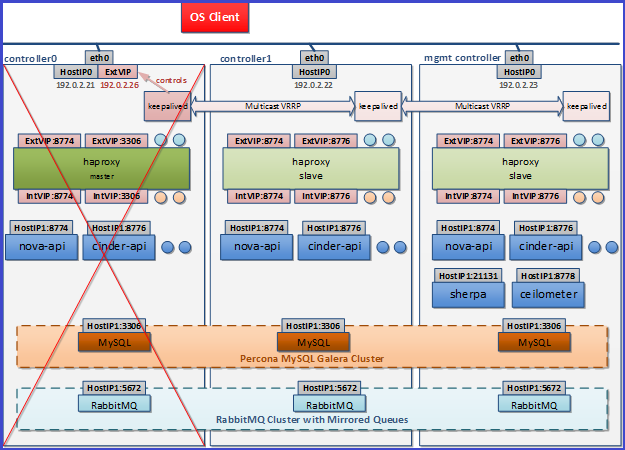 OS Client
controller0
eth0
controller1
eth0
mgmt controller
eth0
HostIP0
ExtVIP
HostIP0
HostIP0
192.0.2.21
192.0.2.26
controls
192.0.2.22
192.0.2.23
keepalived
Multicast VRRP
keepalived
Multicast VRRP
keepalived
ExtVIP:8774
ExtVIP:3306
ExtVIP:8774
ExtVIP:8776
ExtVIP:8774
ExtVIP:8776
haproxy
master
haproxy
slave
haproxy
slave
IntVIP:8774
IntVIP:3306
IntVIP:8774
IntVIP:8776
IntVIP:8774
IntVIP:8776
HostIP1:8774
HostIP1:8776
HostIP1:8774
HostIP1:8776
HostIP1:8774
HostIP1:8776
nova-api
cinder-api
nova-api
cinder-api
nova-api
cinder-api
HostIP1:21131
HostIP1:8778
sherpa
ceilometer
HostIP1:3306
HostIP1:3306
HostIP1:3306
MySQL
MySQL
MySQL
Percona MySQL Galera Cluster
HostIP1:5672
HostIP1:5672
HostIP1:5672
RabbitMQ
RabbitMQ
RabbitMQ
RabbitMQ Cluster with Mirrored Queues